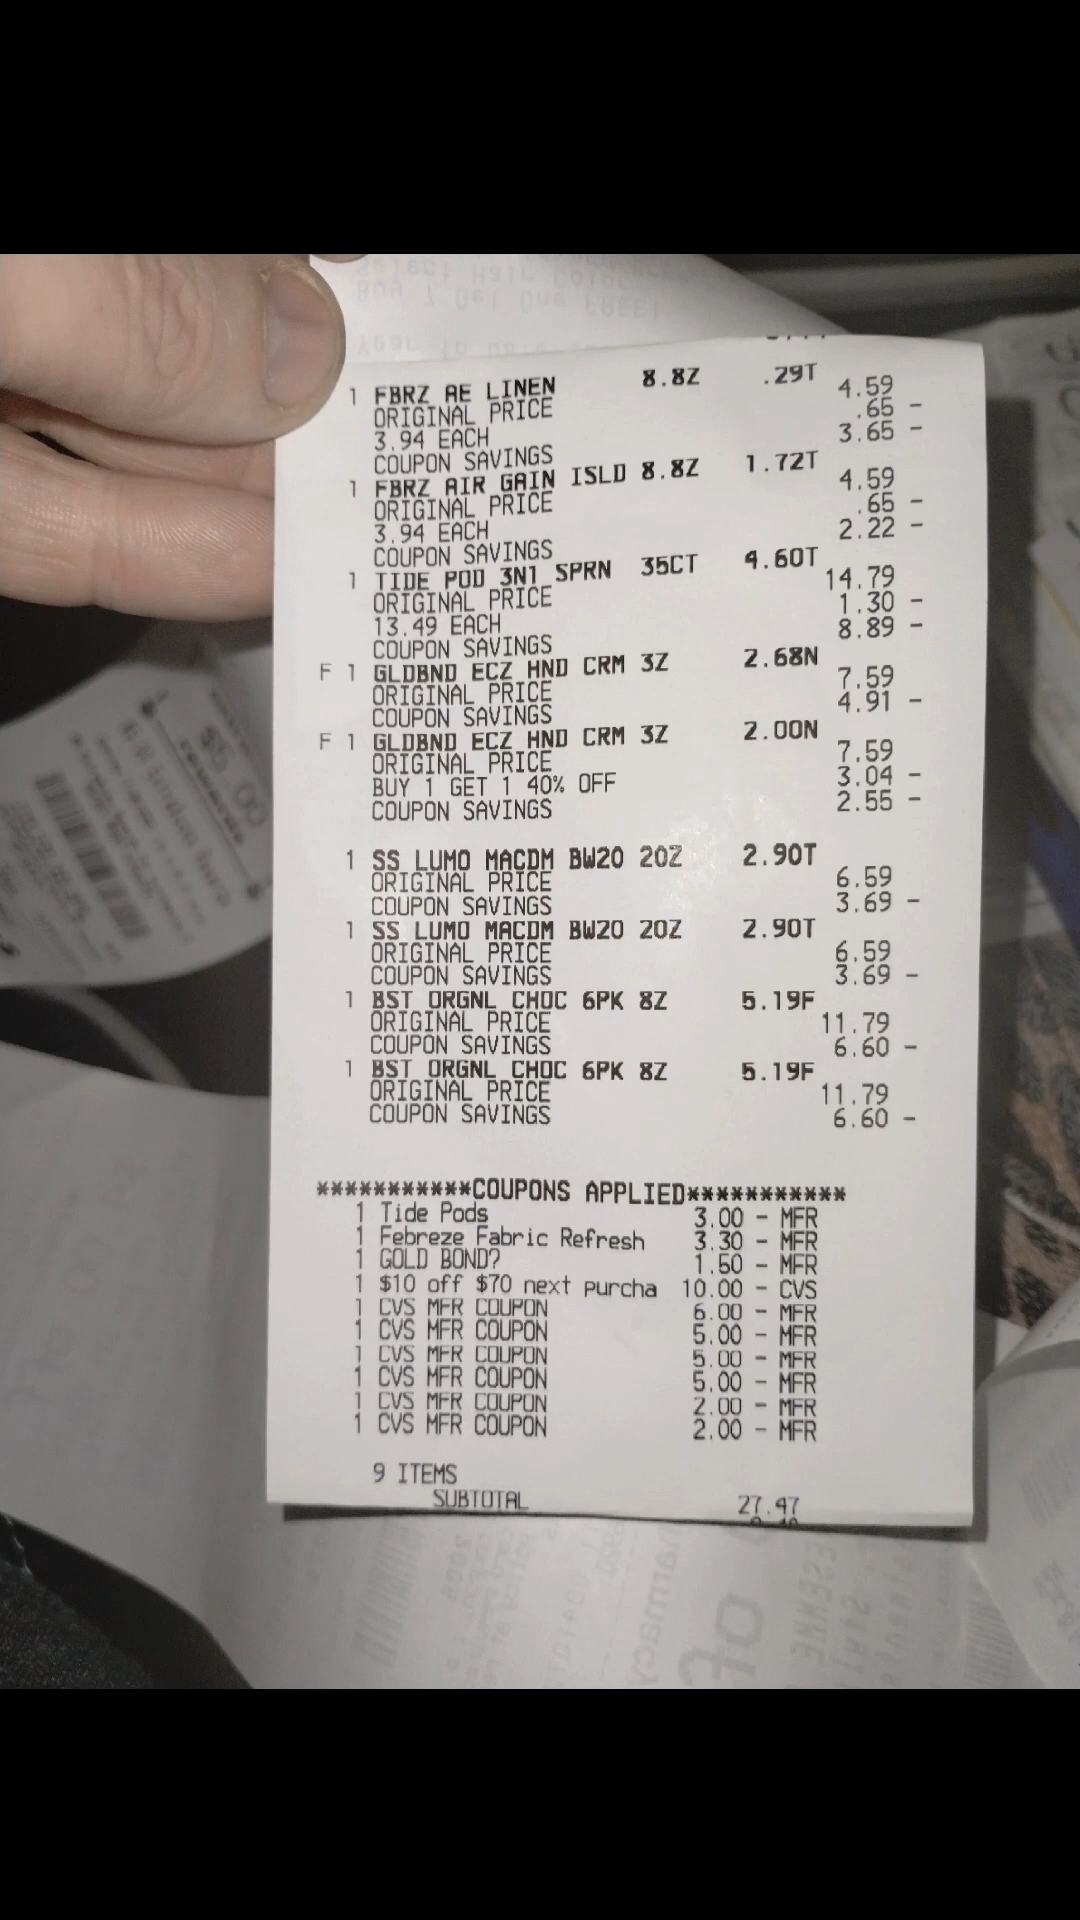 1 FBRZ AE LINEN 8.8Z .29T
ORIGINAL PRICE 4.59
3.94 EACH .65 -
COUPON SAVINGS 3.65 -
1 FBRZ AIR GAIN ISLD 8.8Z 1.72T
ORIGINAL PRICE 4.59
3.94 EACH .65 -
COUPON SAVINGS 2.22 -
1 TIDE POD 3N1 SPRN 35CT 4.60T
ORIGINAL PRICE 14.79
13.49 EACH 1.30 -
COUPON SAVINGS 8.89 -
F 1 GLDBND ECZ HND CRM 3Z 2.68N
ORIGINAL PRICE 7.59
COUPON SAVINGS 4.91 -
F 1 GLDBND ECZ HND CRM 3Z 2.00N
ORIGINAL PRICE 7.59
BUY 1 GET 1 40% OFF 3.04 -
COUPON SAVINGS 2.55 -
1 SS LUMO MACDM BW20 20Z 2.90T
ORIGINAL PRICE 6.59
COUPON SAVINGS 3.69 -
1 SS LUMO MACDM BW20 20Z 2.90T
ORIGINAL PRICE 6.59
COUPON SAVINGS 3.69 -
1 BST ORGNL CHOC 6PK 8Z 5.19F
ORIGINAL PRICE 11.79
COUPON SAVINGS 6.60 -
1 BST ORGNL CHOC 6PK 8Z 5.19F
ORIGINAL PRICE 11.79
COUPON SAVINGS 6.60 -
***********COUPONS APPLIED***********
1 Tide Pods 3.00 - MFR
1 Febreze Fabric Refresh 3.30 - MFR
1 GOLD BOND? 1.50 - MFR
1 $10 off $70 next purcha 10.00 - CVS
1 CVS MFR COUPON 6.00 - MFR
1 CVS MFR COUPON 5.00 - MFR
1 CVS MFR COUPON 5.00 - MFR
1 CVS MFR COUPON 5.00 - MFR
1 CVS MFR COUPON 2.00 - MFR
1 CVS MFR COUPON 2.00 - MFR
9 ITEMS
SUBTOTAL 27.47